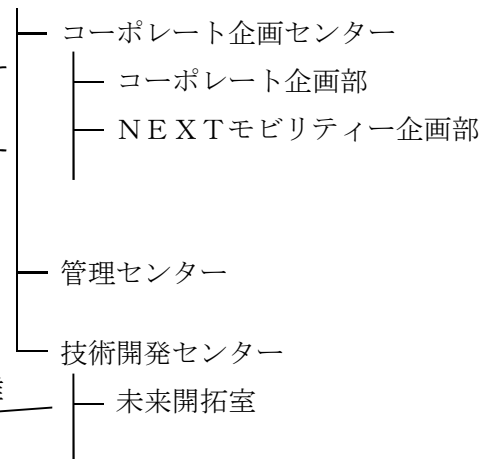 コーポレート企画センター
コーポレート企画部
ＮＥＸＴモビリティー企画部
管理センター
技術開発センター
未来開拓室